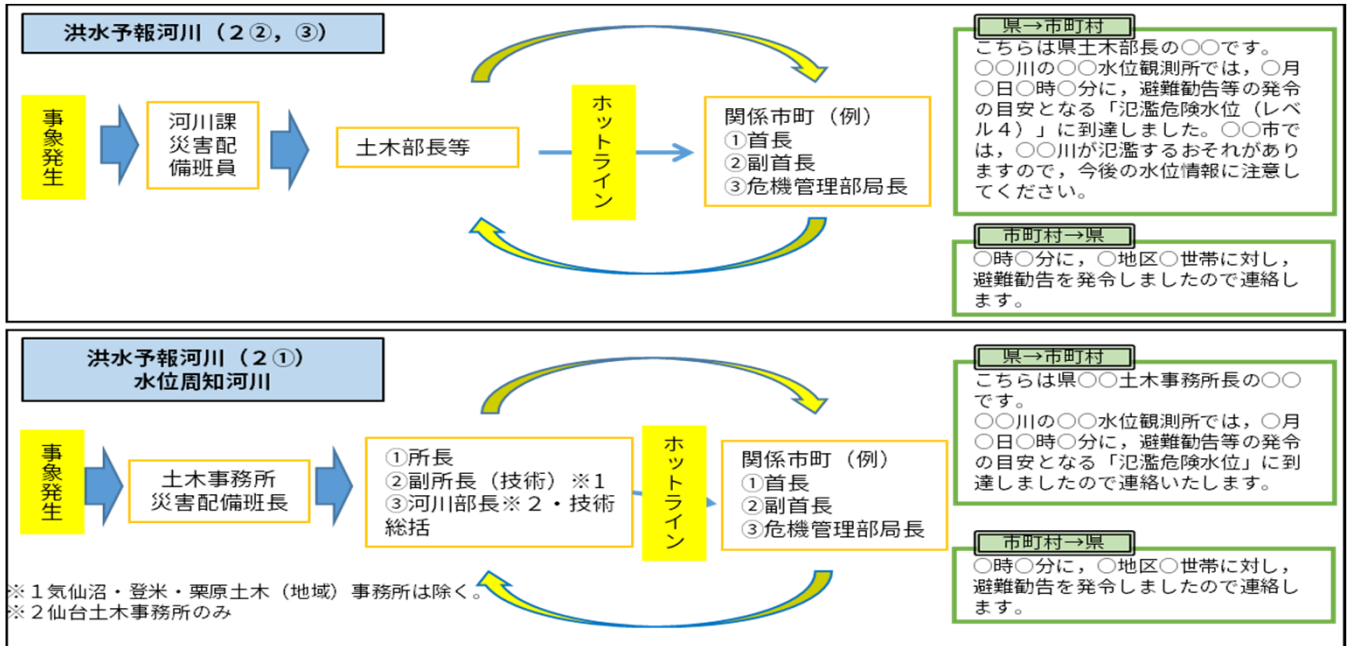 洪水予報河川（２②，③）
事象発生
河川課
災害配
備班員
土木部長等
ホットライン
関係市町（例）
①首長
②副首長
③危機管理部局長
県→市町村
こちらは県土木部長の○○です。
○○川の○○水位観測所では，○月
○日○時○分に，避難勧告等の発令
の目安となる「氾濫危険水位（レベ
ル４）」に到達しました。○○市で
は，○○川が氾濫するおそれがあり
ますので，今後の水位情報に注意し
てください。
市町村→県
○時○分に，○地区○世帯に対し，
避難勧告を発令しましたので連絡し
ます。
洪水予報河川（２①）
水位周知河川
事象発生
土木事務所
災害配備班長
①所長
②副所長（技術）※1
③河川部長※２・技術
総括
ホットライン
関係市町（例）
①首長
②副首長
③危機管理部局長
県→市町村
こちらは県○○土木事務所長の○○
です。
○○川の○○水位観測所では，○月
○日○時○分に，避難勧告等の発令
の目安となる「氾濫危険水位」に到
達しましたので連絡いたします。
市町村→県
○時○分に，○地区○世帯に対し，
避難勧告を発令しましたので連絡し
ます。
※１気仙沼・登米・栗原土木（地域）事務所は除く。
※２仙台土木事務所のみ